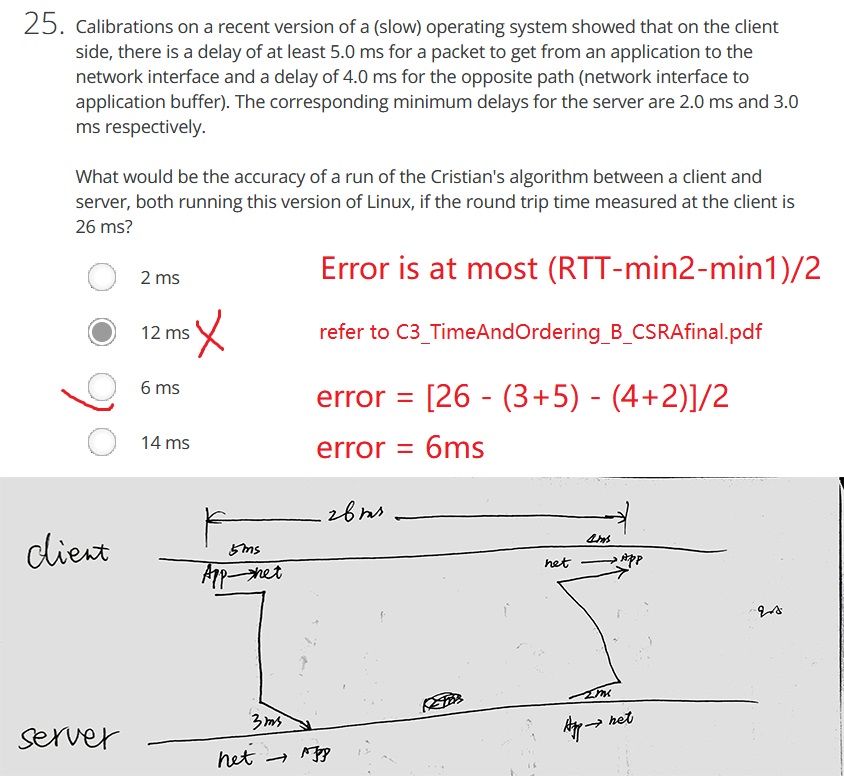 25. Calibrations on a recent version of a (slow) operating system showed that on the client
side, there is a delay of at least 5.0 ms for a packet to get from an application to the
network interface and a delay of 4.0 ms for the opposite path (network interface to
application buffer). The corresponding minimum delays for the server are 2.0 ms and 3.0
ms respectively.
What would be the accuracy of a run of the Cristian's algorithm between a client and
server, both running this version of Linux, if the round trip time measured at the client is
26 ms?
2 ms
12 ms
6 ms
14 ms
Error is at most (RTT-min2-min1)/2
refer to C3_TimeAndOrdering_B_CSRAfinal.pdf
error = [26 - (3+5) - (4+2)]/2
error = 6ms
26 ms
client
5ms
App→net
4ms
net → App
3ms
net → App
2ms
App → net
server